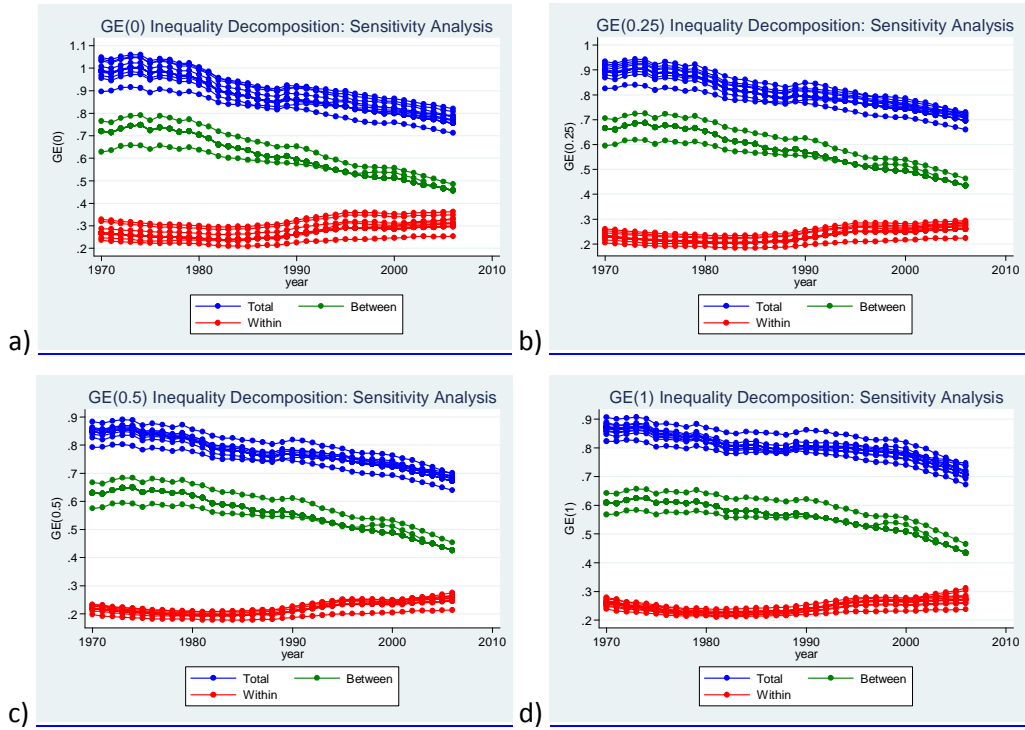 GE(0) Inequality Decomposition: Sensitivity Analysis
GE(0)
1.1
1
.9
.8
.7
.6
.5
.4
.3
.2
1970 1980 1990 2000 2010
year
Total Between
Within
a)
GE(0.25) Inequality Decomposition: Sensitivity Analysis
GE(0.25)
1
.9
.8
.7
.6
.5
.4
.3
.2
1970 1980 1990 2000 2010
year
Total Between
Within
b)
GE(0.5) Inequality Decomposition: Sensitivity Analysis
GE(0.5)
.9
.8
.7
.6
.5
.4
.3
.2
1970 1980 1990 2000 2010
year
Total Between
Within
c)
GE(1) Inequality Decomposition: Sensitivity Analysis
GE(1)
.9
.8
.7
.6
.5
.4
.3
.2
1970 1980 1990 2000 2010
year
Total Between
Within
d)